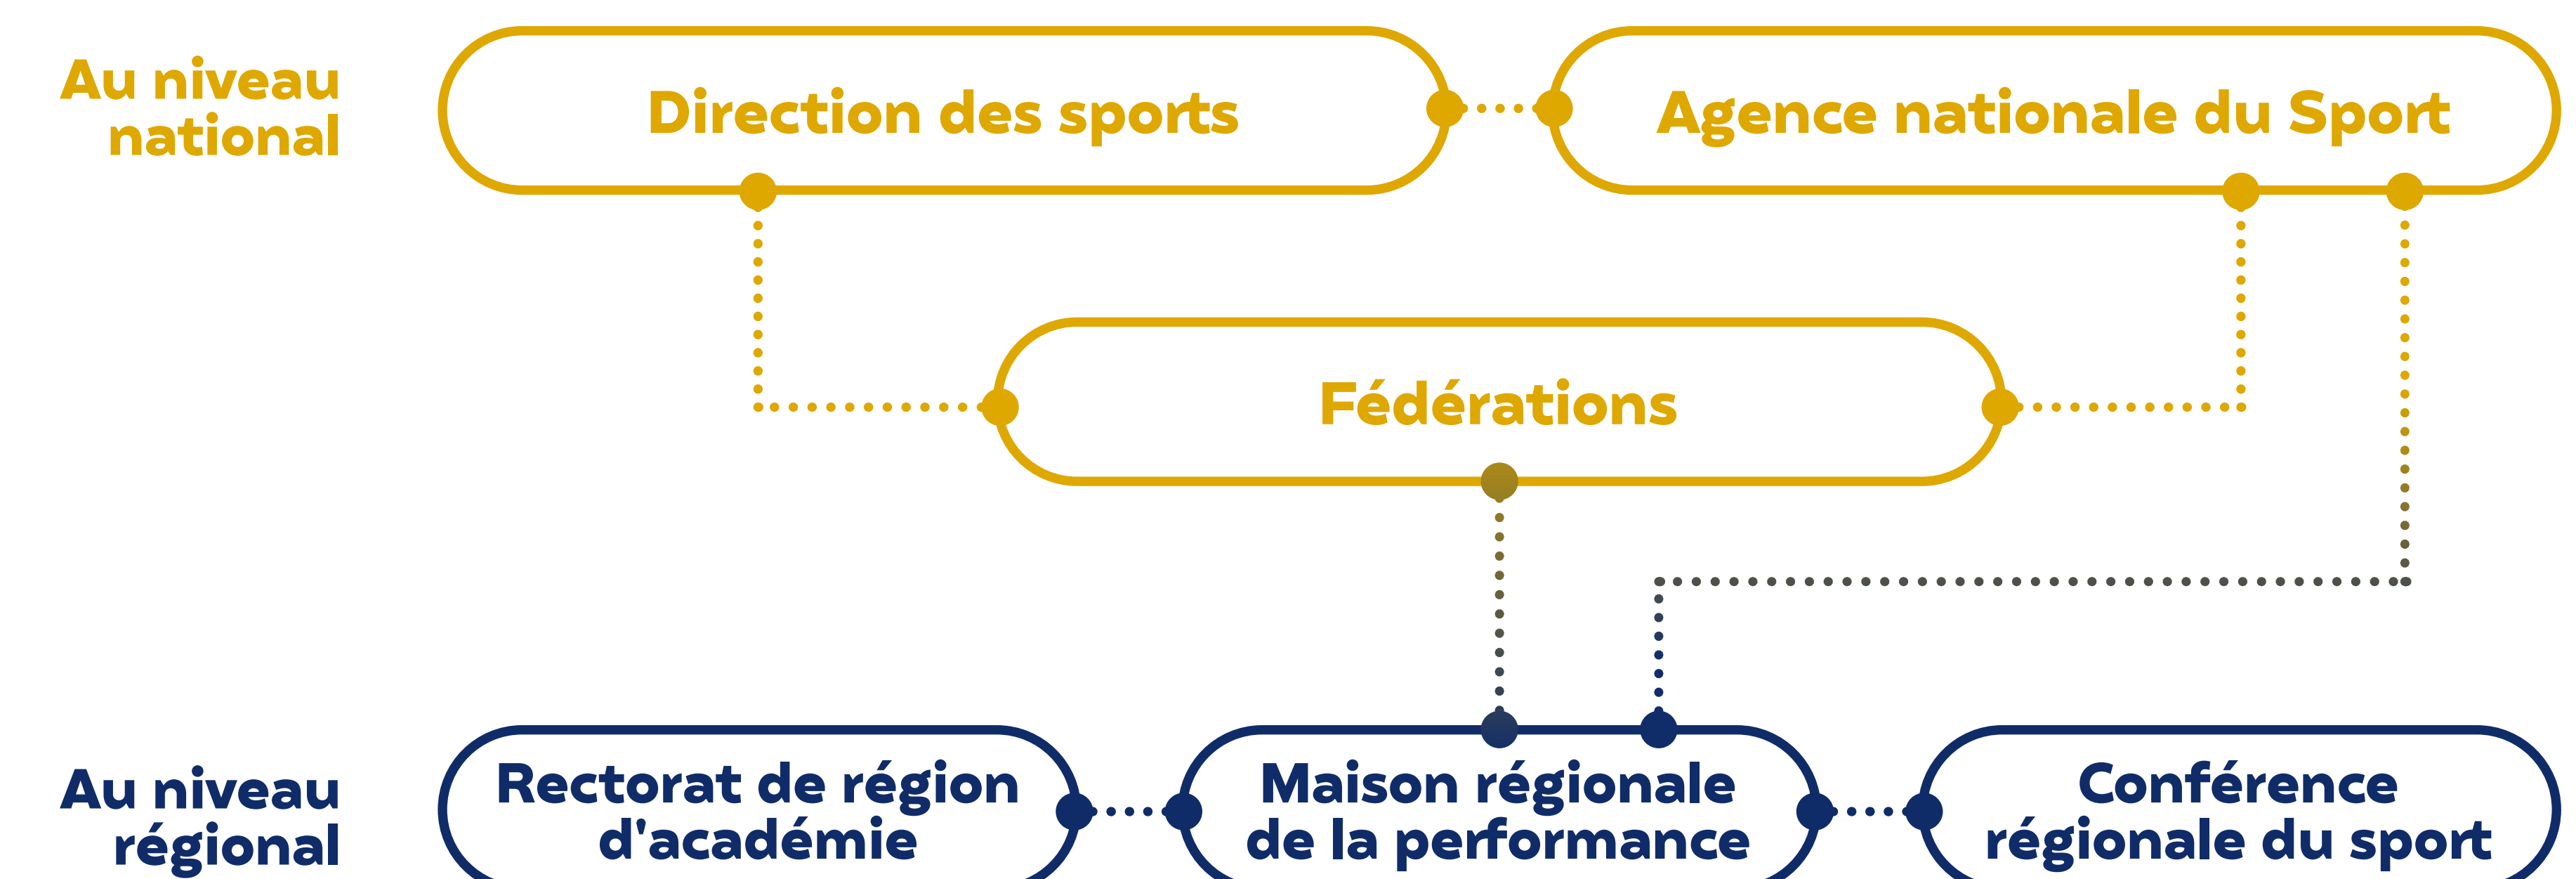 Au niveau
national
Direction des sports
Agence nationale du Sport
Fédérations
Au niveau
régional
Rectorat de région
d'académie
Maison régionale
de la performance
Conférence
régionale du sport